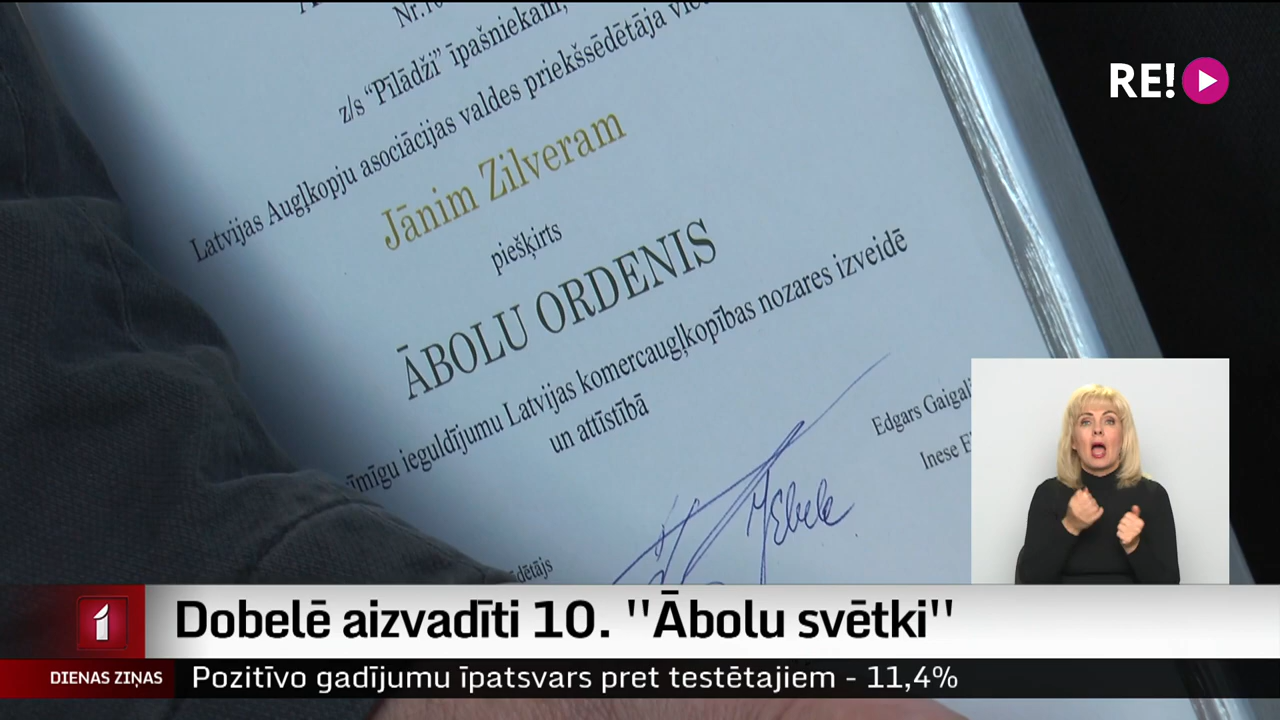 Nr.
z/s “Pīlādži” īpašniekam,
Latvijas Augļkopju asociācijas valdes priekšsēdētāja
Jānim Zilveram
piešķirts
ĀBOLU ORDENIS
ieguldījumu Latvijas komercaugļkopības nozares izveidē
un attīstībā
Edgars
Inese
RE!
1
Dobelē aizvadīti 10. "Ābolu svētki"
DIENAS ZIŅAS
Pozitīvo gadījumu īpatsvars pret testētajiem - 11,4%